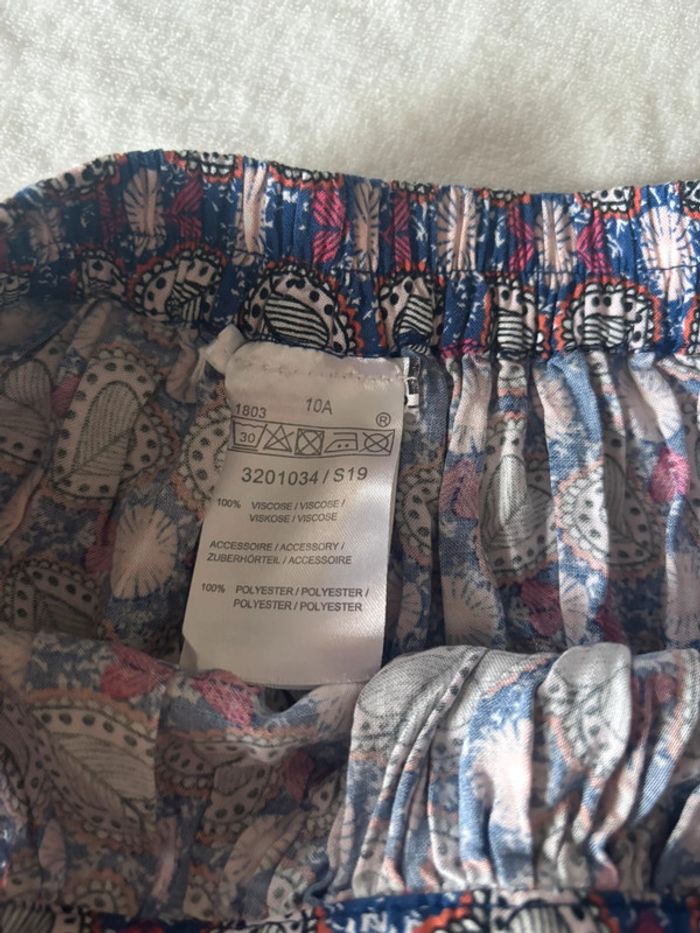 1803 10A
®
30
3201034/S19
100% VISCOSE / VISCOSE /
VISKOSE / VISCOSE
ACCESSOIRE / ACCESSORY /
ZUBERHÖRTEIL / ACCESSOIRE
100% POLYESTER / POLYESTER /
POLYESTER / POLYESTER